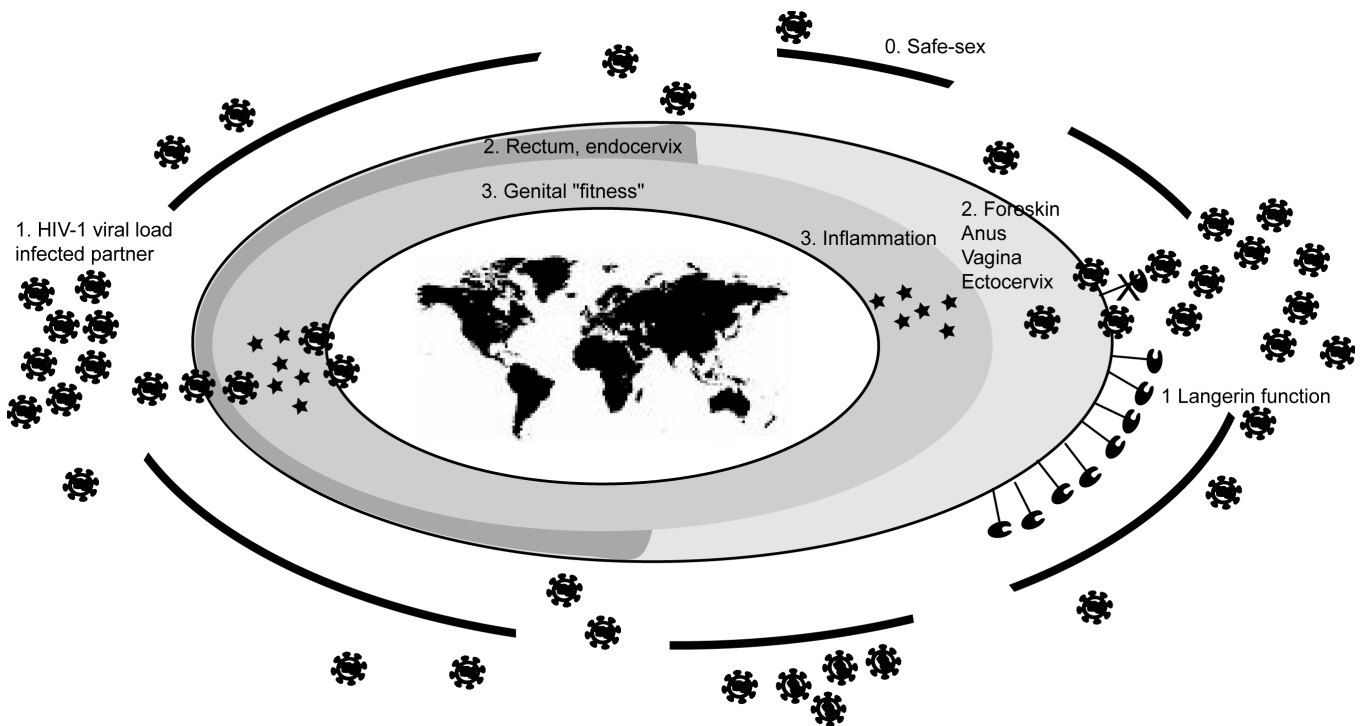 0. Safe-sex
2. Rectum, endocervix
3. Genital "fitness"
1. HIV-1 viral load
infected partner
2. Foreskin
Anus
Vagina
Ectocervix
3. Inflammation
1 Langerin function